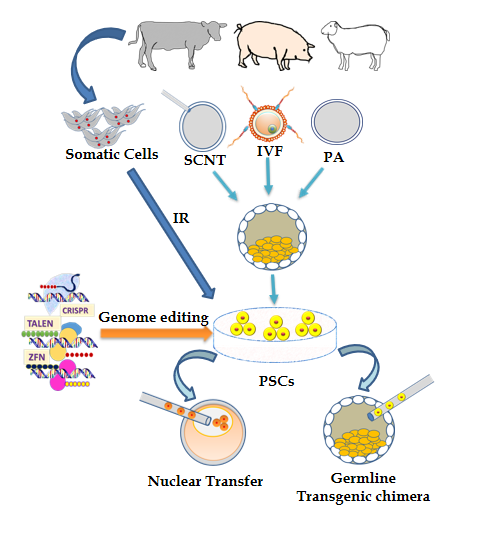 Somatic Cells
SCNT
IVF
PA
IR
CRISPR
TALEN
ZFN
Genome editing
PSCs
Nuclear Transfer
Germline
Transgenic chimera